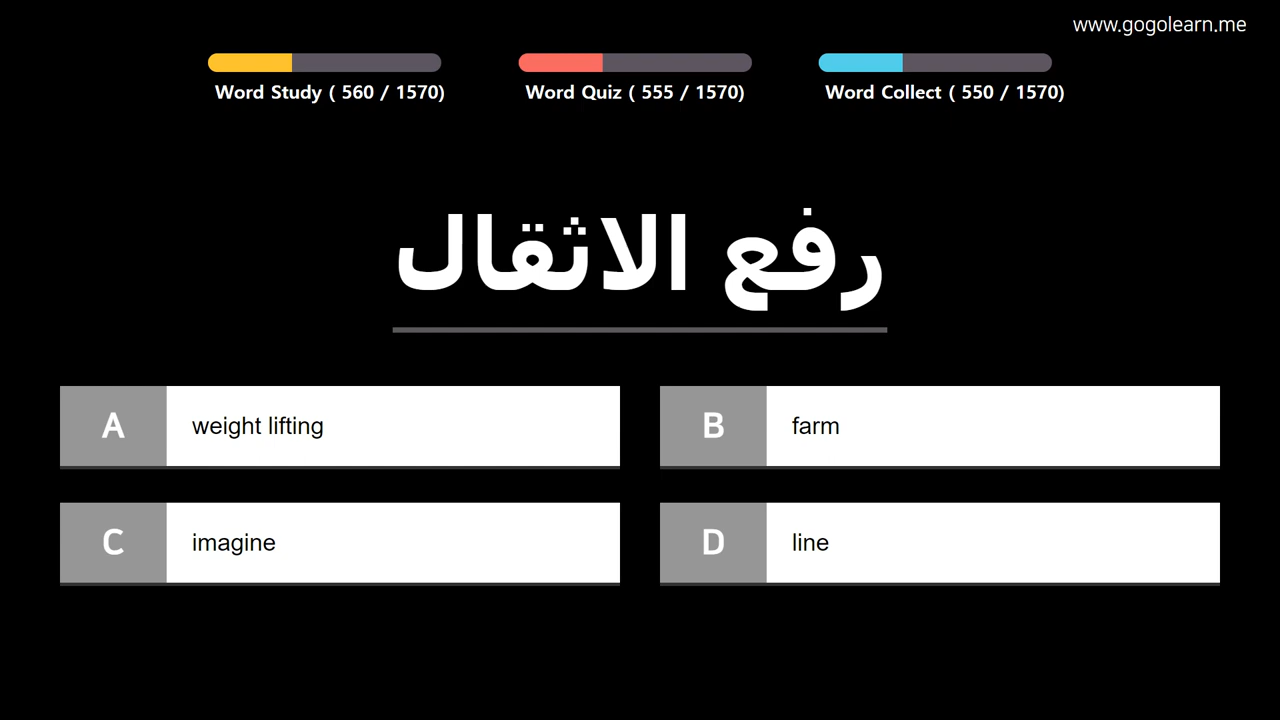 www.gogolearn.me
Word Study ( 560 / 1570)
Word Quiz ( 555 / 1570)
Word Collect ( 550 / 1570)
رفع الاثقال
A weight lifting
B farm
C imagine
D line